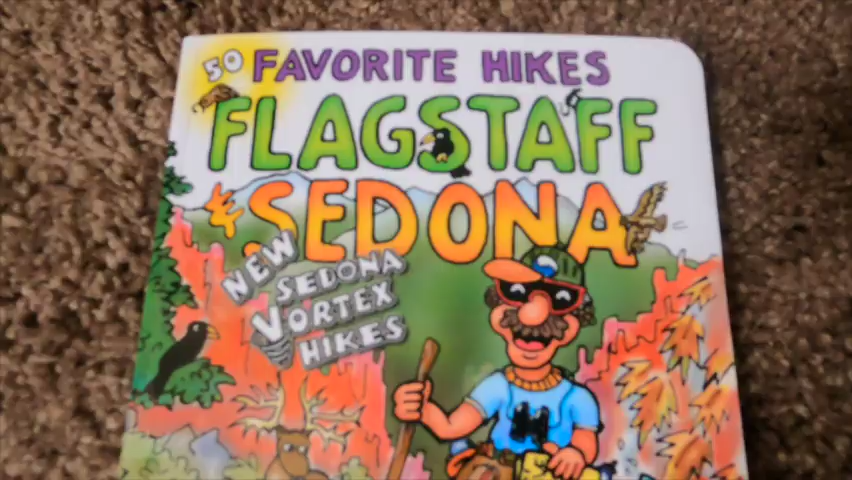 50 FAVORITE HIKES
FLAGSTAFF
& SEDONA
NEW
SEDONA
VORTEX
HIKES